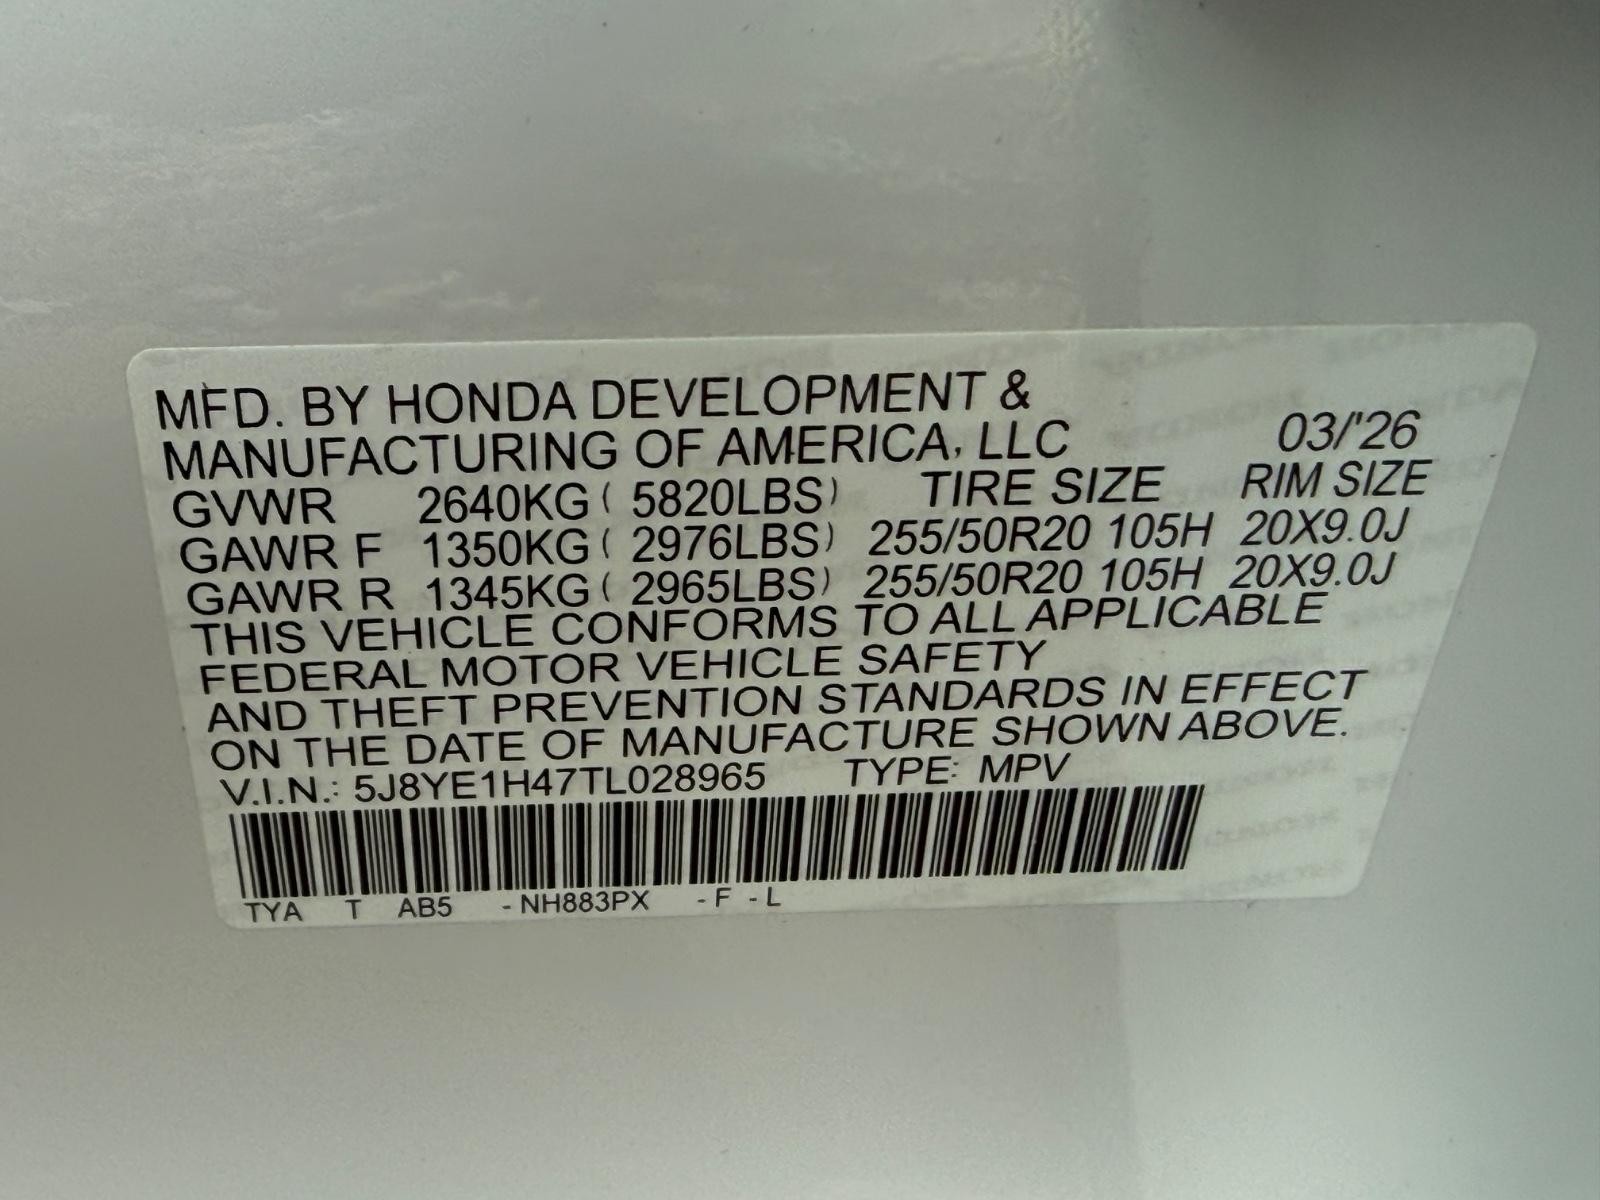 MFD. BY HONDA DEVELOPMENT &
MANUFACTURING OF AMERICA, LLC 03/'26
GVWR 2640KG ( 5820LBS) TIRE SIZE RIM SIZE
GAWR F 1350KG ( 2976LBS) 255/50R20 105H 20X9.0J
GAWR R 1345KG ( 2965LBS) 255/50R20 105H 20X9.0J
THIS VEHICLE CONFORMS TO ALL APPLICABLE
FEDERAL MOTOR VEHICLE SAFETY
AND THEFT PREVENTION STANDARDS IN EFFECT
ON THE DATE OF MANUFACTURE SHOWN ABOVE.
V.I.N.: 5J8YE1H47TL028965 TYPE: MPV
TYA T AB5 - NH883PX - F - L